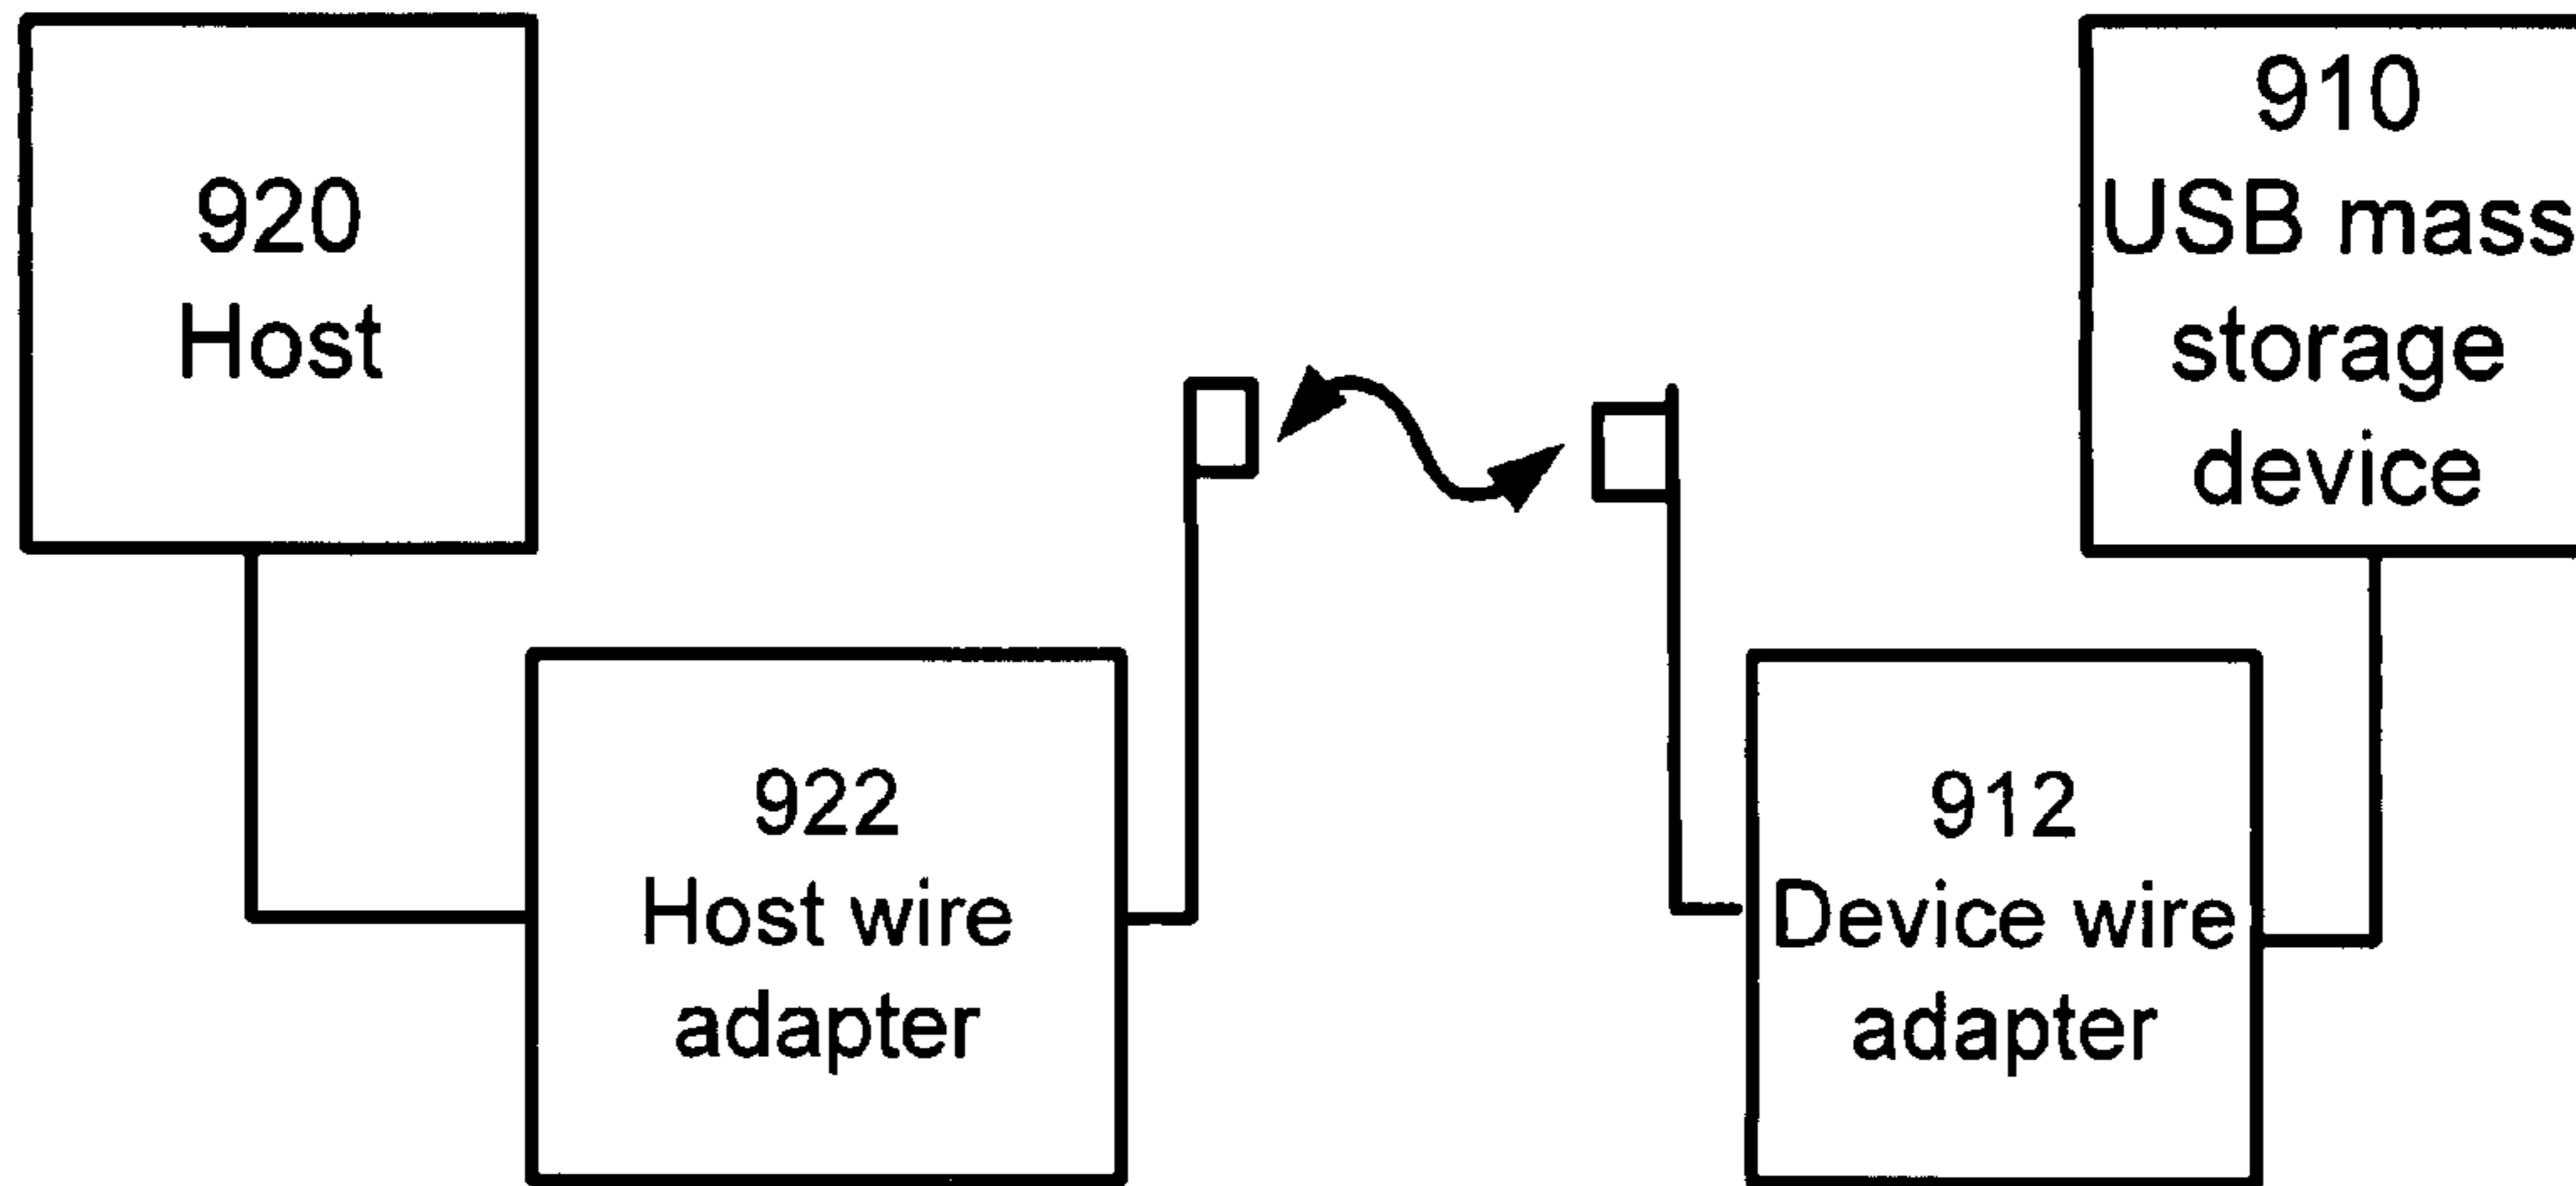 920
Host
910
USB mass
storage
device
922
Host wire
adapter
912
Device wire
adapter